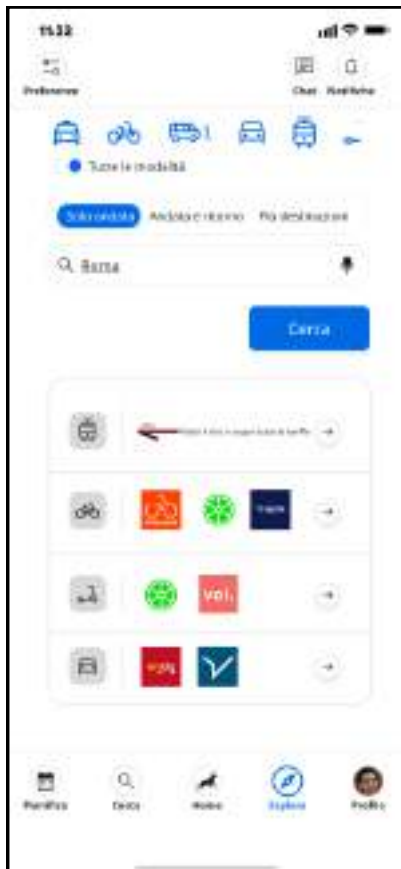 11:33
Preferenze
Chat Notifiche
Tutte le modalità
Solo andata Andata e ritorno Più destinazioni
Roma
Cerca
voi.
Pianifica Cerca Home Esplora Profilo